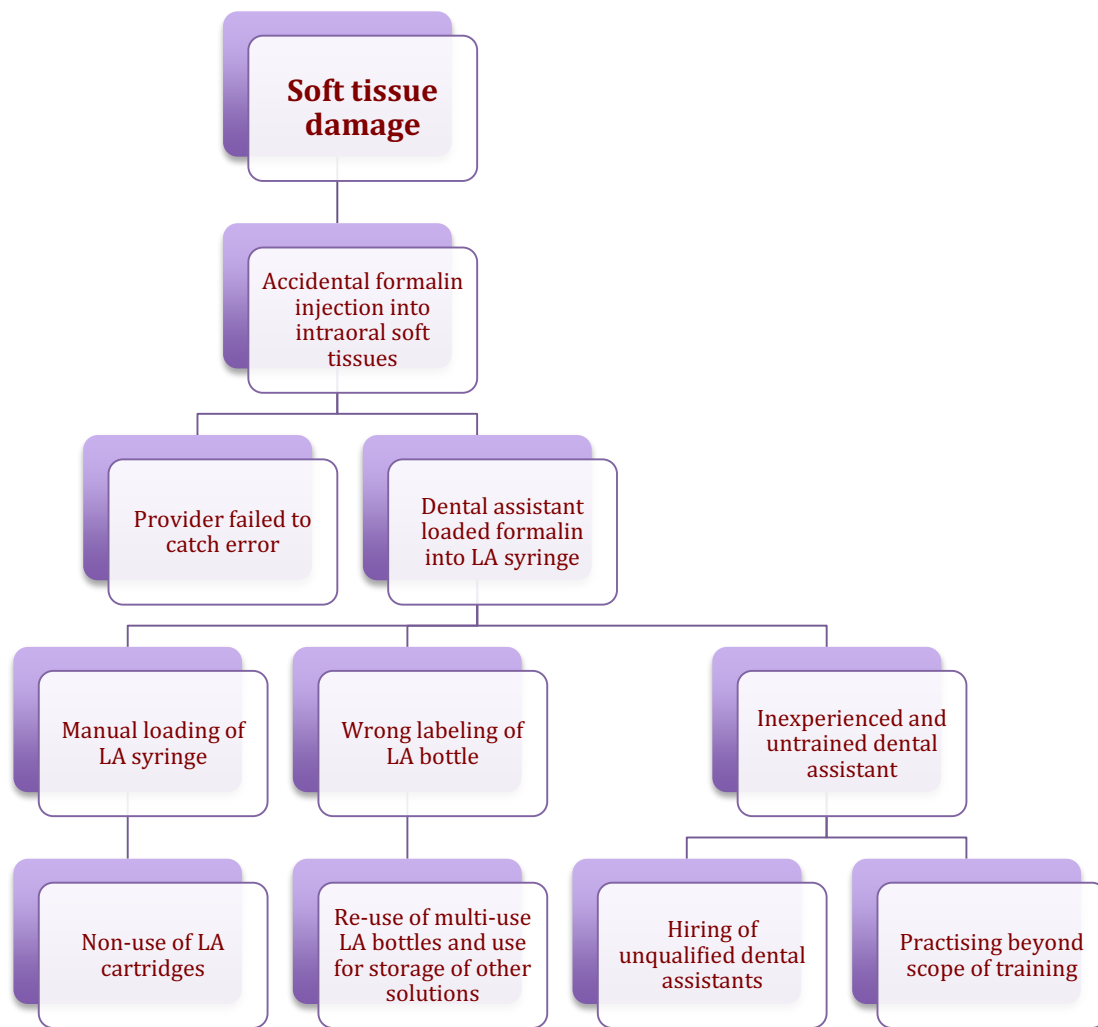 Soft tissue
damage
Accidental formalin
injection into
intraoral soft
tissues
Provider failed to
catch error
Dental assistant
loaded formalin
into LA syringe
Manual loading of
LA syringe
Wrong labeling of
LA bottle
Inexperienced and
untrained dental
assistant
Non-use of LA
cartridges
Re-use of multi-use
LA bottles and use
for storage of other
solutions
Hiring of
unqualified dental
assistants
Practising beyond
scope of training